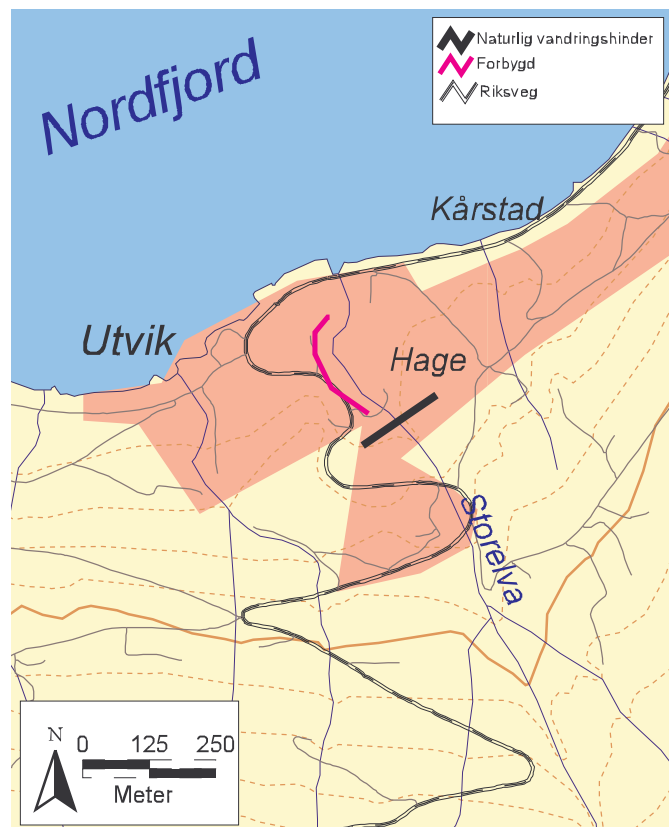 Naturlig vandringshinder
Forbygd
Riksveg
Nordfjord
Kårstad
Utvik
Hage
Storelva
N
0 125 250
Meter